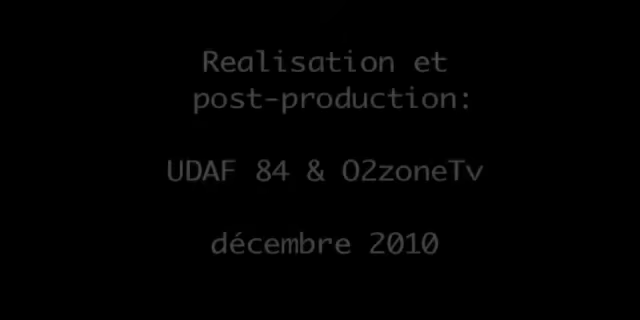 Realisation et
post-production:
UDAF 84 & O2zoneTv
décembre 2010